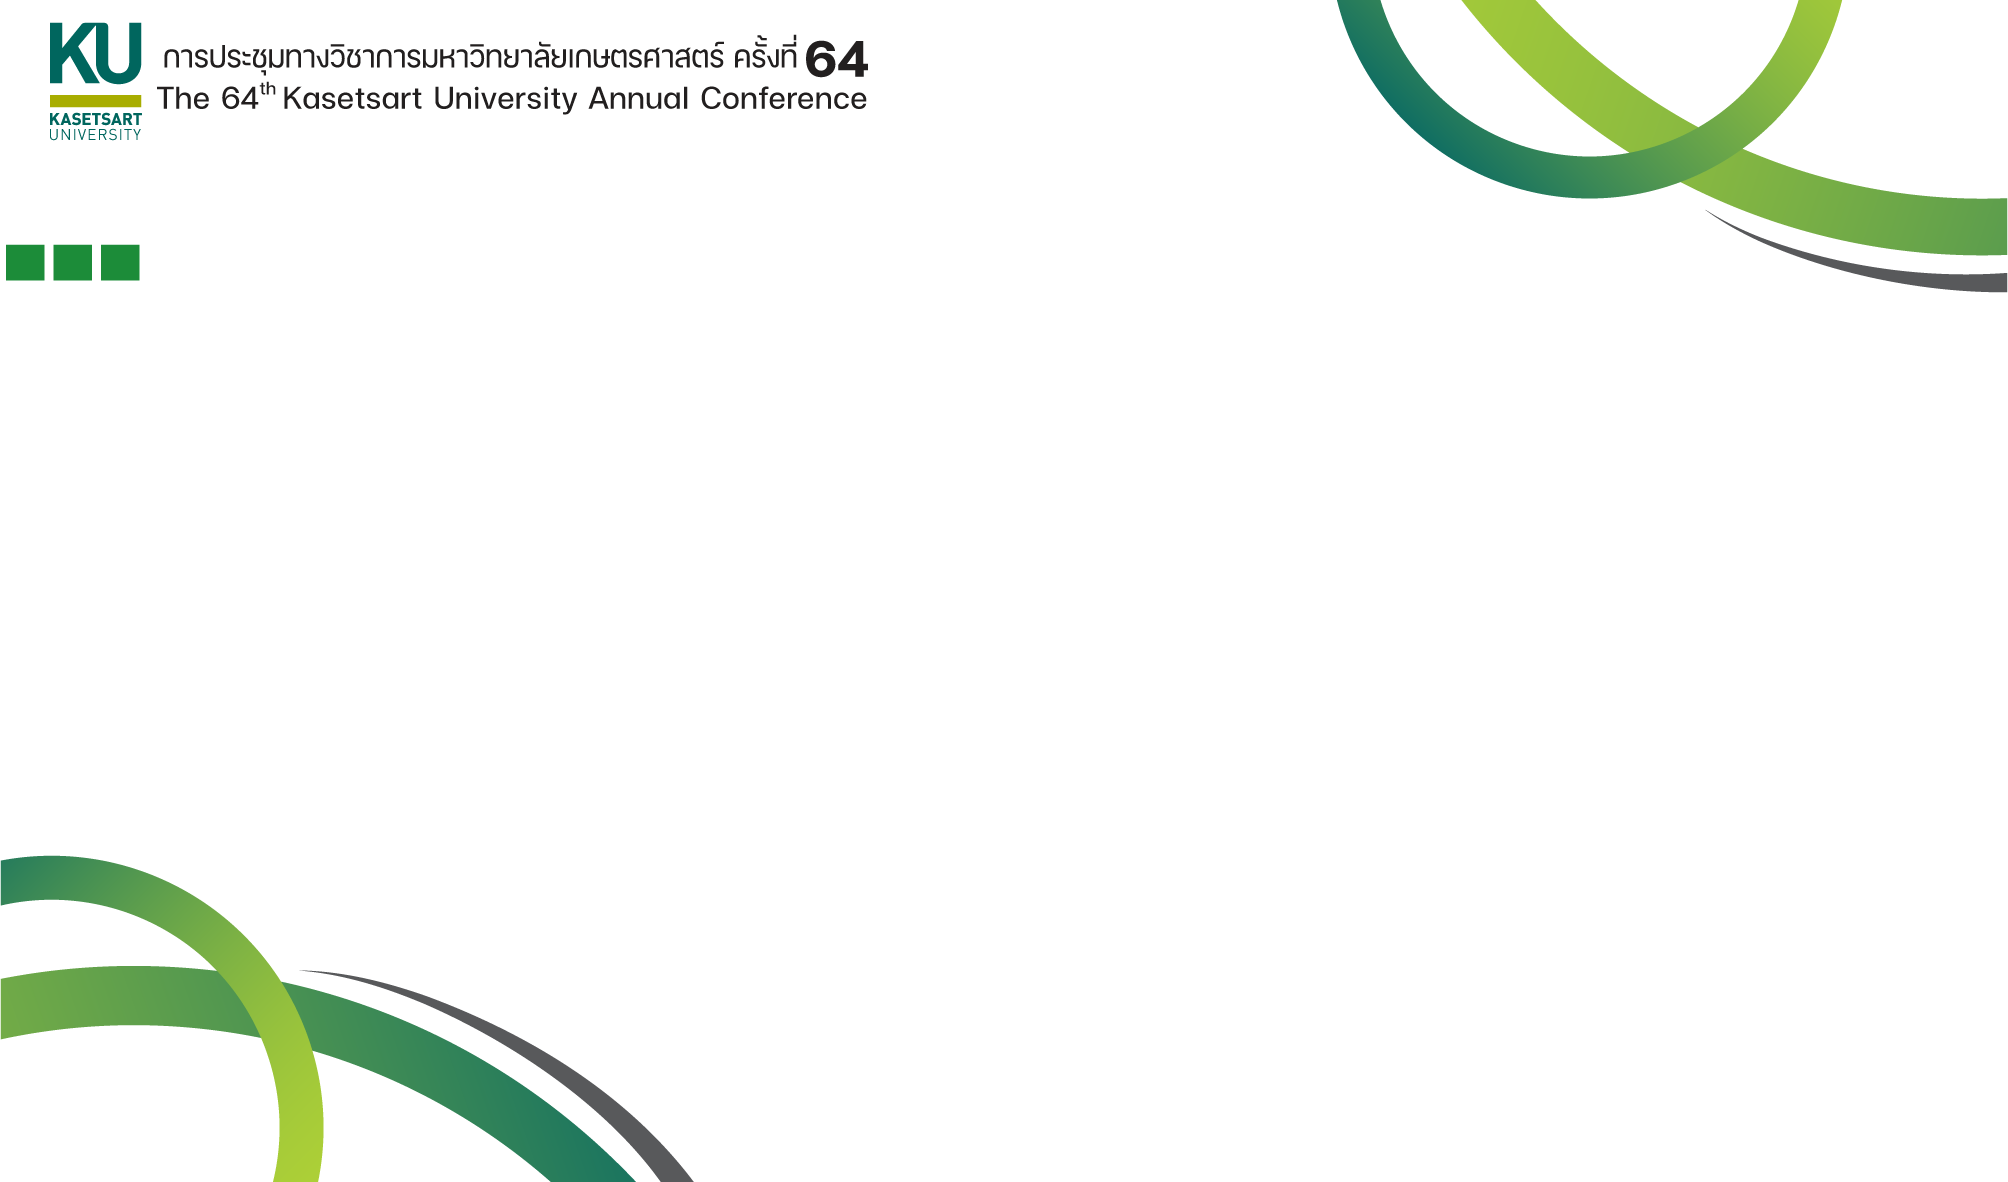 KU
KASETSART
UNIVERSITY
การประชุมทางวิชาการมหาวิทยาลัยเกษตรศาสตร์ ครั้งที่ 64
The 64th Kasetsart University Annual Conference